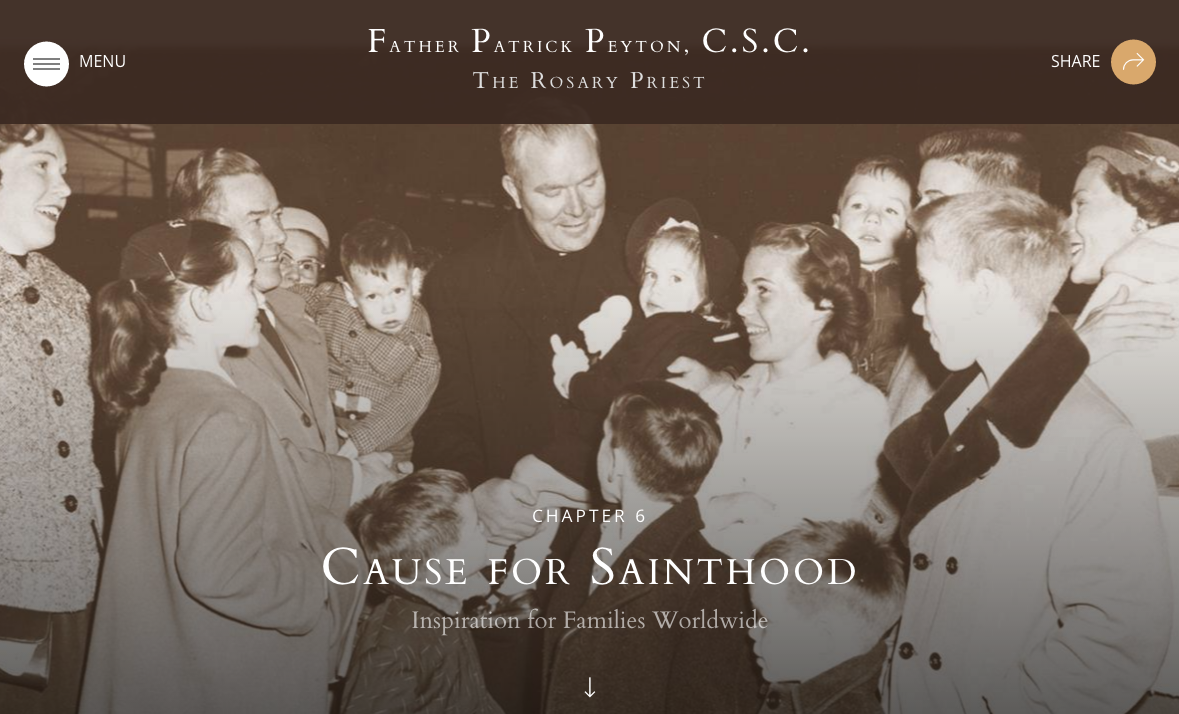 MENU
Father Patrick Peyton, C.S.C.
The Rosary Priest
SHARE
CHAPTER 6
Cause for Sainthood
Inspiration for Families Worldwide